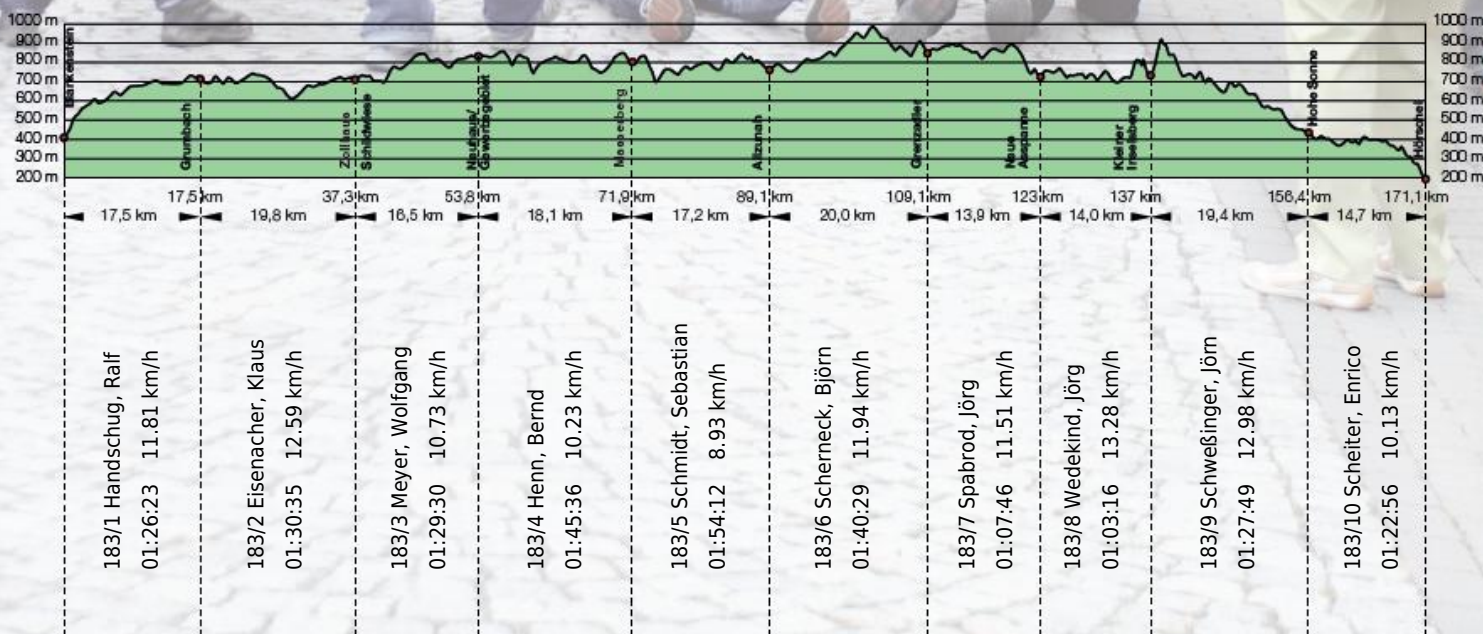 1000 m
900 m
800 m
700 m
600 m
500 m
400 m
300 m
200 m
1000 m
900 m
800 m
700 m
600 m
500 m
400 m
300 m
200 m
Blankenstein
Grumbach
Zollhaus
Schildwiese
Neuhaus/
Masserberg
Allzunah
Grenzadler
Neue
Ausspanne
Kleiner
Inselsberg
Hohe Sonne
Hörschel
17,5 km
37,3 km
53,8 km
71,9 km
89,1 km
109,1 km
123 km
137 km
156,4 km
171,1 km
17,5 km
19,8 km
16,5 km
18,1 km
17,2 km
20,0 km
13,9 km
14,0 km
19,4 km
14,7 km
183/1 Handschug, Ralf
01:26:23 11.81 km/h
183/2 Eisenacher, Klaus
01:30:35 12.59 km/h
183/3 Meyer, Wolfgang
01:29:30 10.73 km/h
183/4 Henn, Bernd
01:45:36 10.23 km/h
183/5 Schmidt, Sebastian
01:54:12 8.93 km/h
183/6 Scherneck, Björn
01:40:29 11.94 km/h
183/7 Spabrod, Jörg
01:07:46 11.51 km/h
183/8 Wedekind, Jörg
01:03:16 13.28 km/h
183/9 Schweßinger, Jörn
01:27:49 12.98 km/h
183/10 Scheiter, Enrico
01:22:56 10.13 km/h